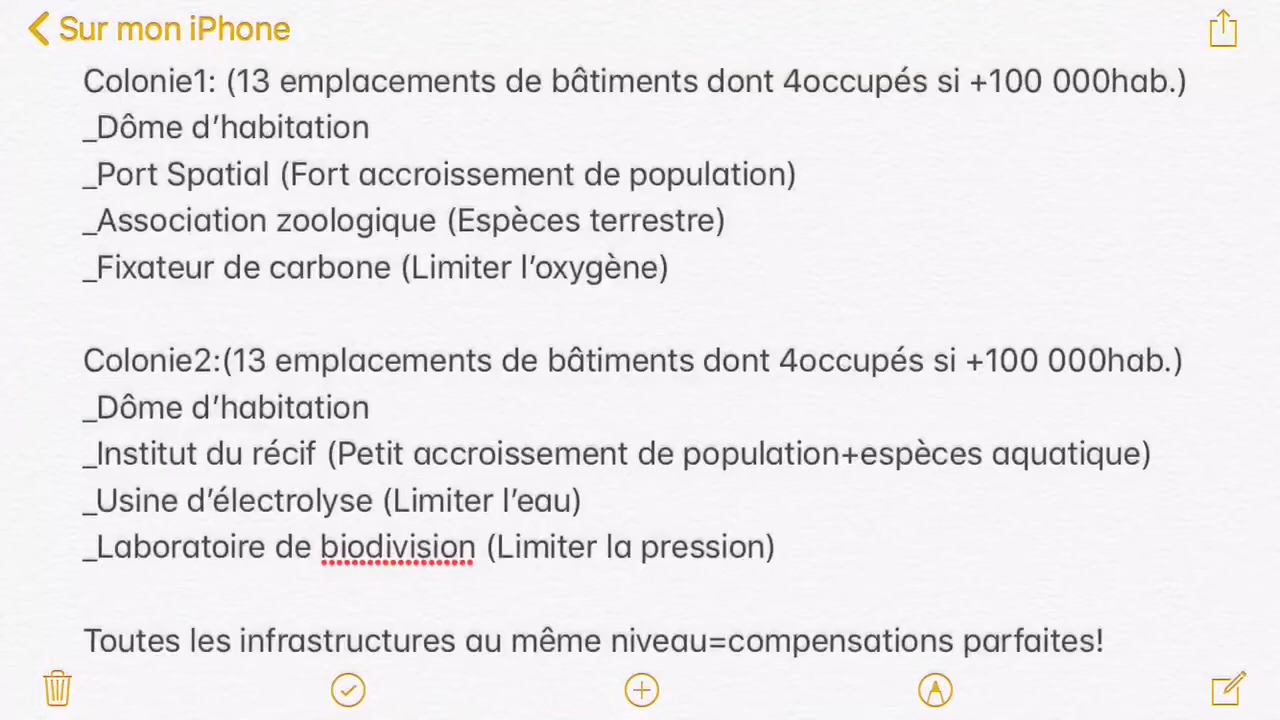 Sur mon iPhone
Colonie1: (13 emplacements de bâtiments dont 4occupés si +100 000hab.)
_Dôme d’habitation
_Port Spatial (Fort accroissement de population)
_Association zoologique (Espèces terrestre)
_Fixateur de carbone (Limiter l’oxygène)
Colonie2:(13 emplacements de bâtiments dont 4occupés si +100 000hab.)
_Dôme d’habitation
_Institut du récif (Petit accroissement de population+espèces aquatique)
_Usine d’électrolyse (Limiter l’eau)
_Laboratoire de biodivision (Limiter la pression)
Toutes les infrastructures au même niveau=compensations parfaites!